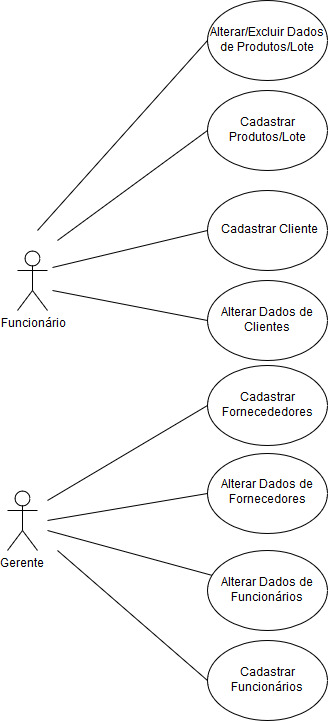 Alterar/Excluir Dados
de Produtos/Lote
Cadastrar
Produtos/Lote
Cadastrar Cliente
Funcionário
Alterar Dados de
Clientes
Cadastrar
Fornecededores
Alterar Dados de
Fornecedores
Gerente
Alterar Dados de
Funcionários
Cadastrar
Funcionários